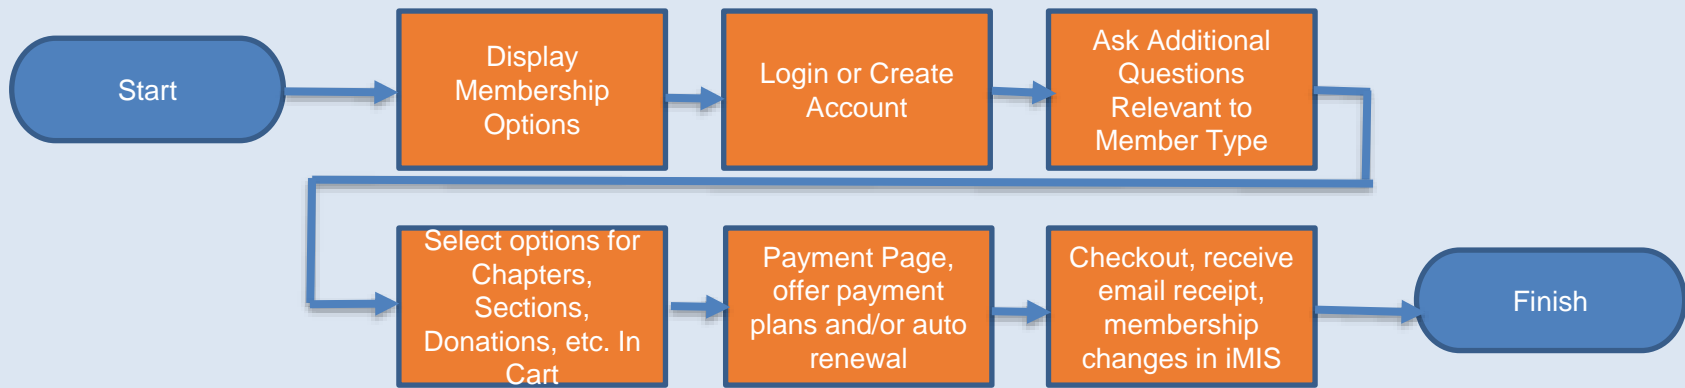 Start
Display
Membership
Options
Login or Create
Account
Ask Additional
Questions
Relevant to
Member Type
Select options for
Chapters,
Sections,
Donations, etc. In
Cart
Payment Page,
offer payment
plans and/or auto
renewal
Checkout, receive
email receipt,
membership
changes in iMIS
Finish